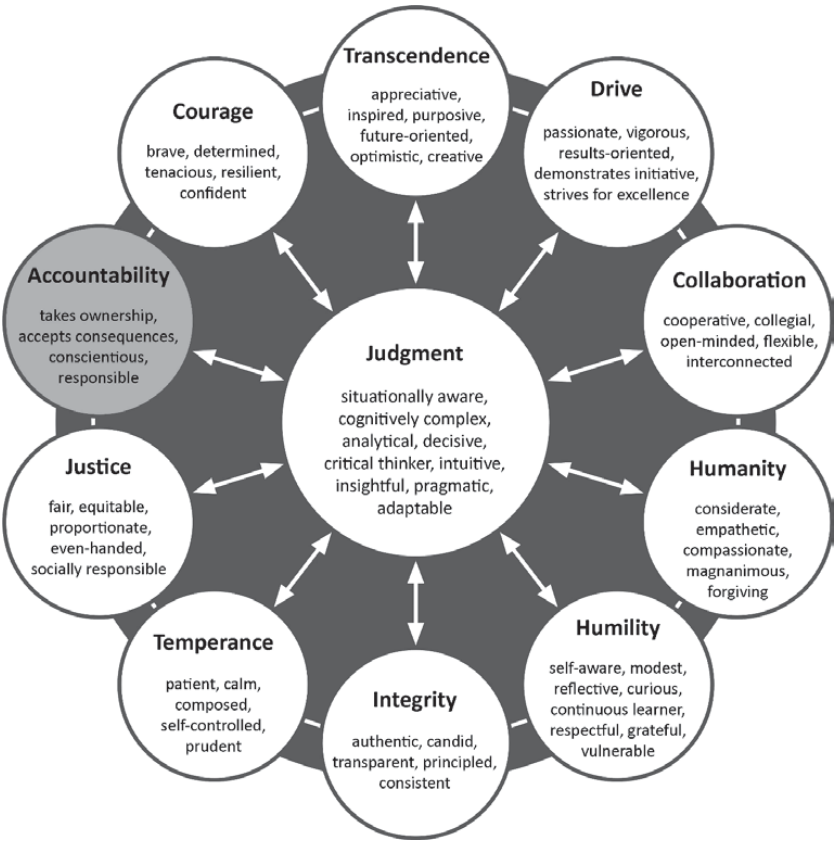 Transcendence
appreciative,
inspired, purposive,
future-oriented,
optimistic, creative
Drive
passionate, vigorous,
results-oriented,
demonstrates initiative,
strives for excellence
Collaboration
cooperative, collegial,
open-minded, flexible,
interconnected
Humanity
considerate,
empathetic,
compassionate,
magnanimous,
forgiving
Humility
self-aware, modest,
reflective, curious,
continuous learner,
respectful, grateful,
vulnerable
Integrity
authentic, candid,
transparent, principled,
consistent
Temperance
patient, calm,
composed,
self-controlled,
prudent
Justice
fair, equitable,
proportionate,
even-handed,
socially responsible
Accountability
takes ownership,
accepts consequences,
conscientious,
responsible
Courage
brave, determined,
tenacious, resilient,
confident
Judgment
situationally aware,
cognitively complex,
analytical, decisive,
critical thinker, intuitive,
insightful, pragmatic,
adaptable